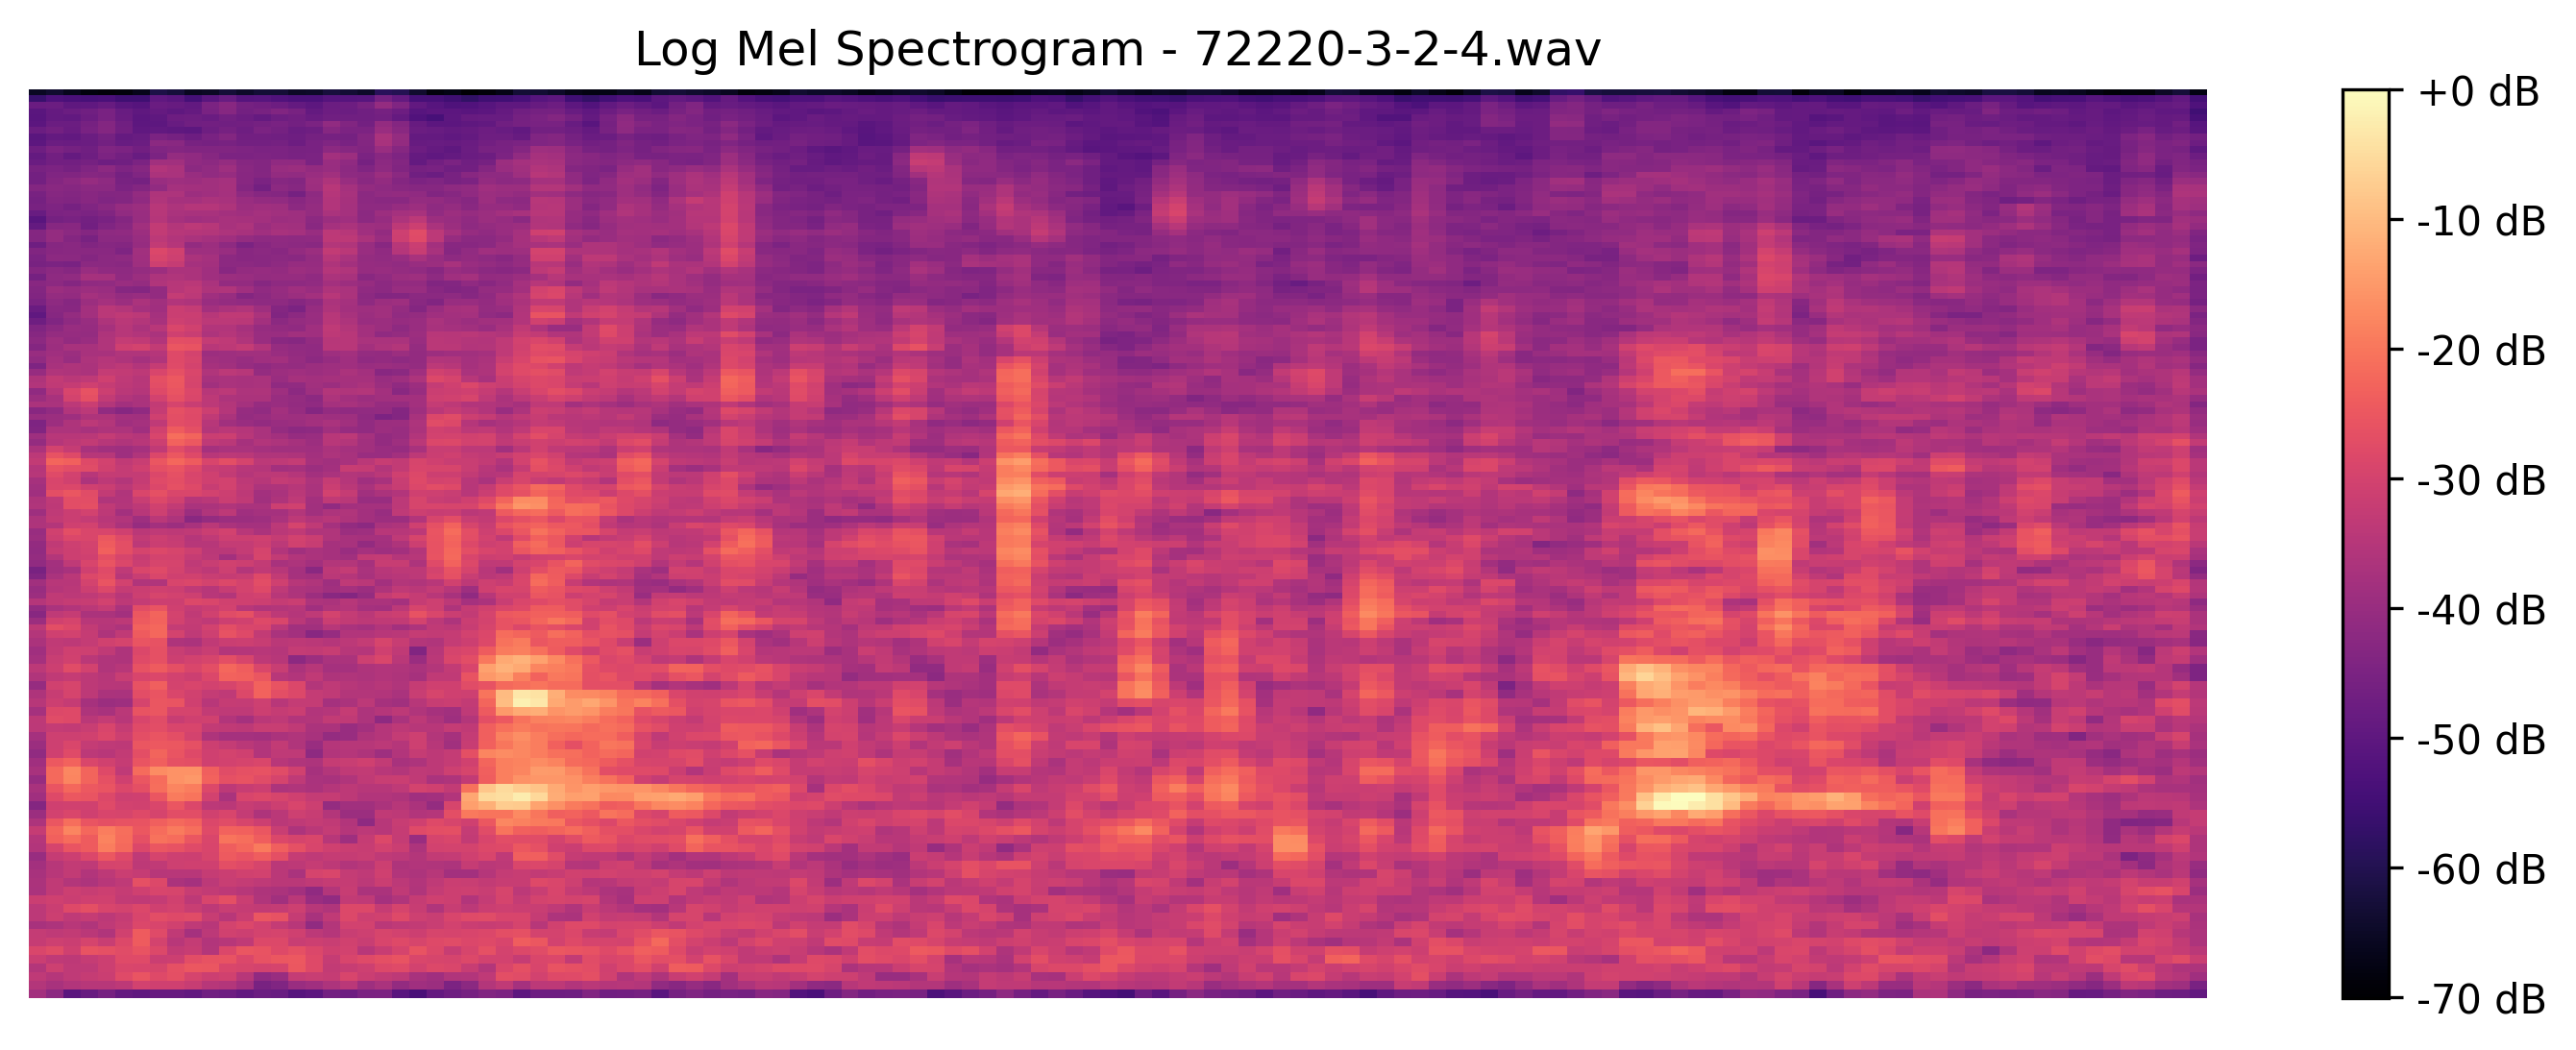 Log Mel Spectrogram - 72220-3-2-4.wav
+0 dB
-10 dB
-20 dB
-30 dB
-40 dB
-50 dB
-60 dB
-70 dB